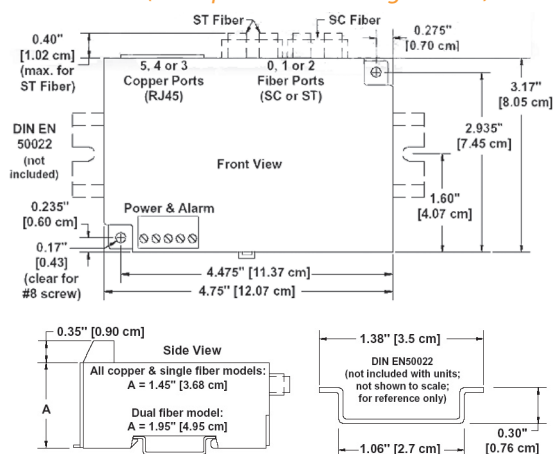 ST Fiber
SC Fiber
0.40"
[1.02 cm]
(max. for
ST Fiber)
5, 4 or 3
Copper Ports
(RJ45)
0, 1 or 2
Fiber Ports
(SC or ST)
0.275"
[0.70 cm]
3.17"
[8.05 cm]
2.935"
[7.45 cm]
DIN EN
50022
(not
included)
Front View
1.60"
[4.07 cm]
0.235"
[0.60 cm]
Power & Alarm
0.17"
[0.43]
(clear for
#8 screw)
4.475" [11.37 cm]
4.75" [12.07 cm]
0.35" [0.90 cm]
Side View
All copper & single fiber models:
A = 1.45" [3.68 cm]
A
Dual fiber model:
A = 1.95" [4.95 cm]
1.38" [3.5 cm]
DIN EN50022
(not included with units;
not shown to scale;
for reference only)
0.30"
[0.76 cm]
1.06" [2.7 cm]